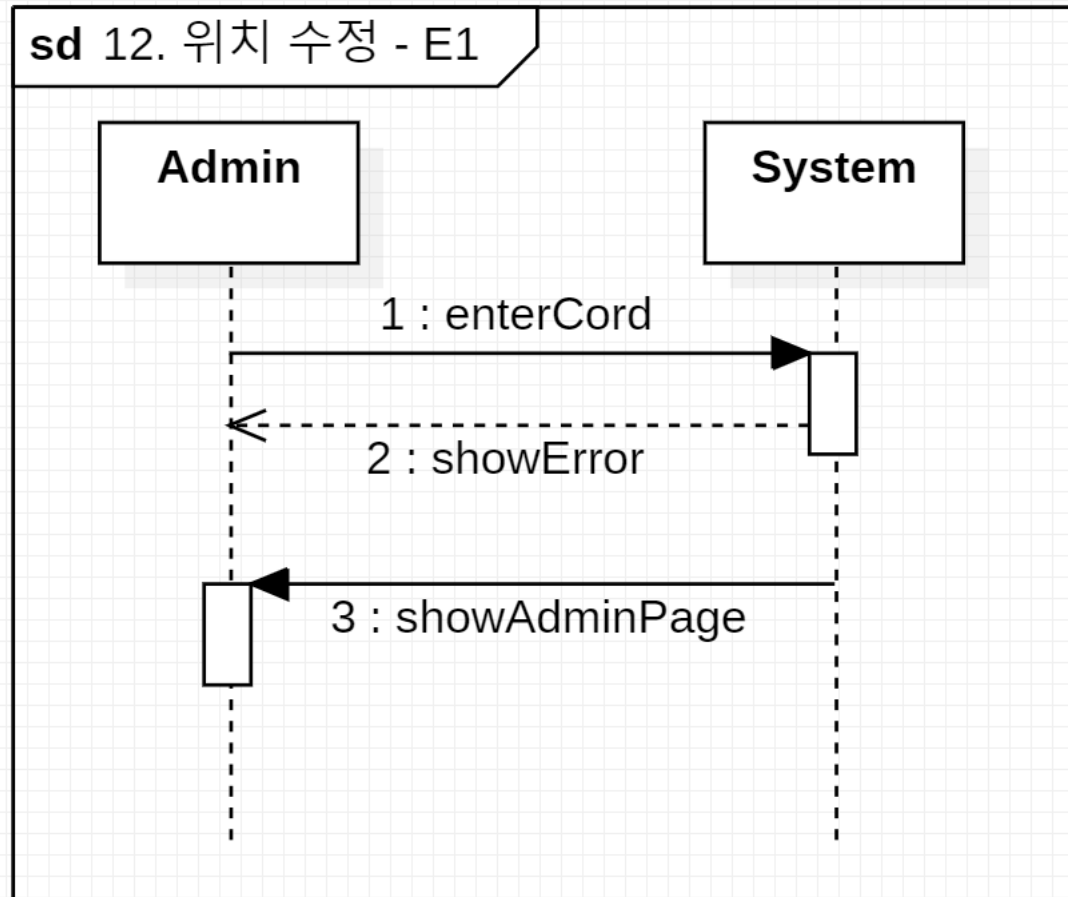 sd 12. 위치 수정 - E1
Admin
System
1 : enterCord
2 : showError
3 : showAdminPage